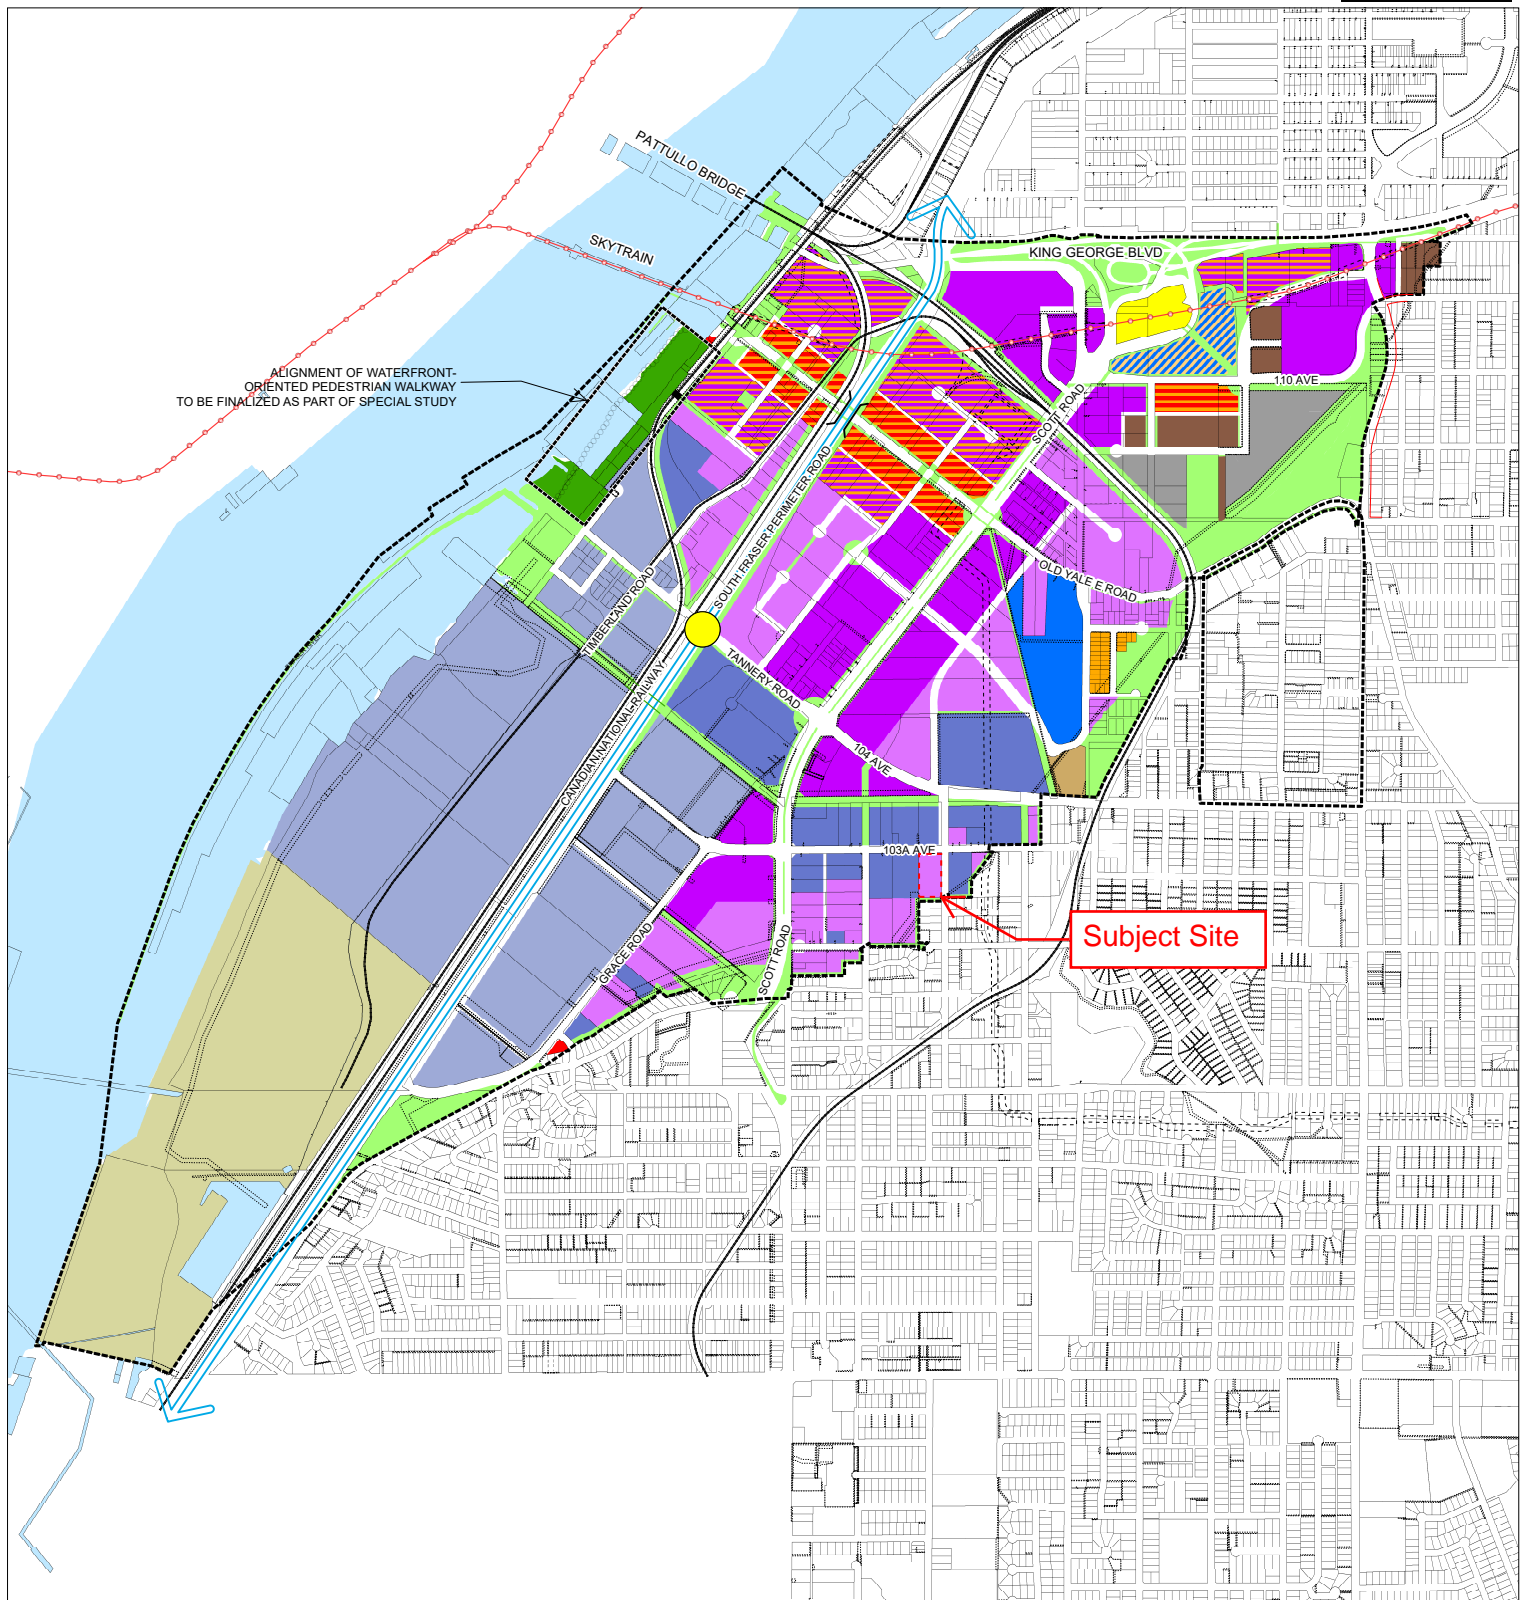 PATTULLO BRIDGE
SKYTRAIN
KING GEORGE BLVD
ALIGNMENT OF WATERFRONT-
ORIENTED PEDESTRIAN WALKWAY
TO BE FINALIZED AS PART OF SPECIAL STUDY
110 AVE
SCOTT ROAD
SOUTH FRASER PERIMETER ROAD
OLD YALE E ROAD
TIMBERLAND ROAD
TANNERY ROAD
CANADIAN NATIONAL RAILWAY
104 AVE
103A AVE
Subject Site
GRACE ROAD
SCOTT ROAD